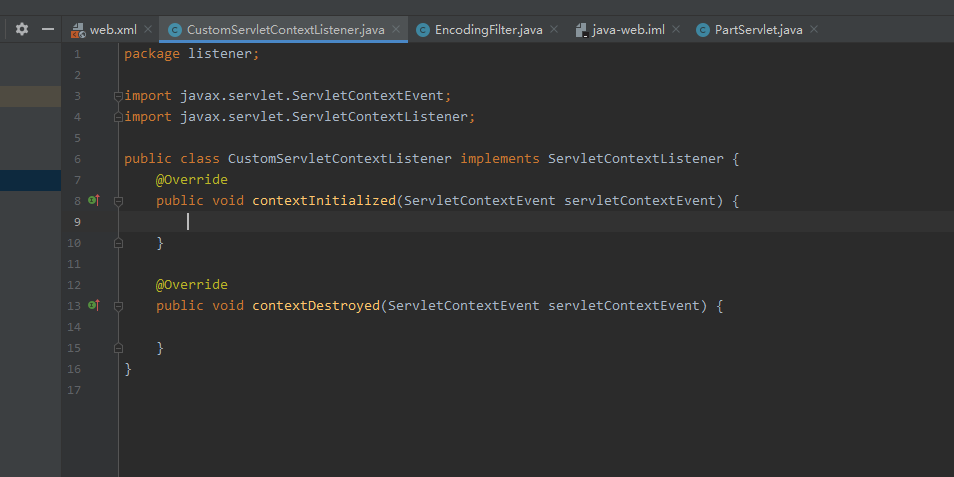 web.xml CustomServletContextListener.java EncodingFilter.java java-web.iml PartServlet.java
1 package listener;
2
3 import javax.servlet.ServletContextEvent;
4 import javax.servlet.ServletContextListener;
5
6 public class CustomServletContextListener implements ServletContextListener {
7 @Override
8 public void contextInitialized(ServletContextEvent servletContextEvent) {
9
10 }
11
12 @Override
13 public void contextDestroyed(ServletContextEvent servletContextEvent) {
14
15 }
16 }
17